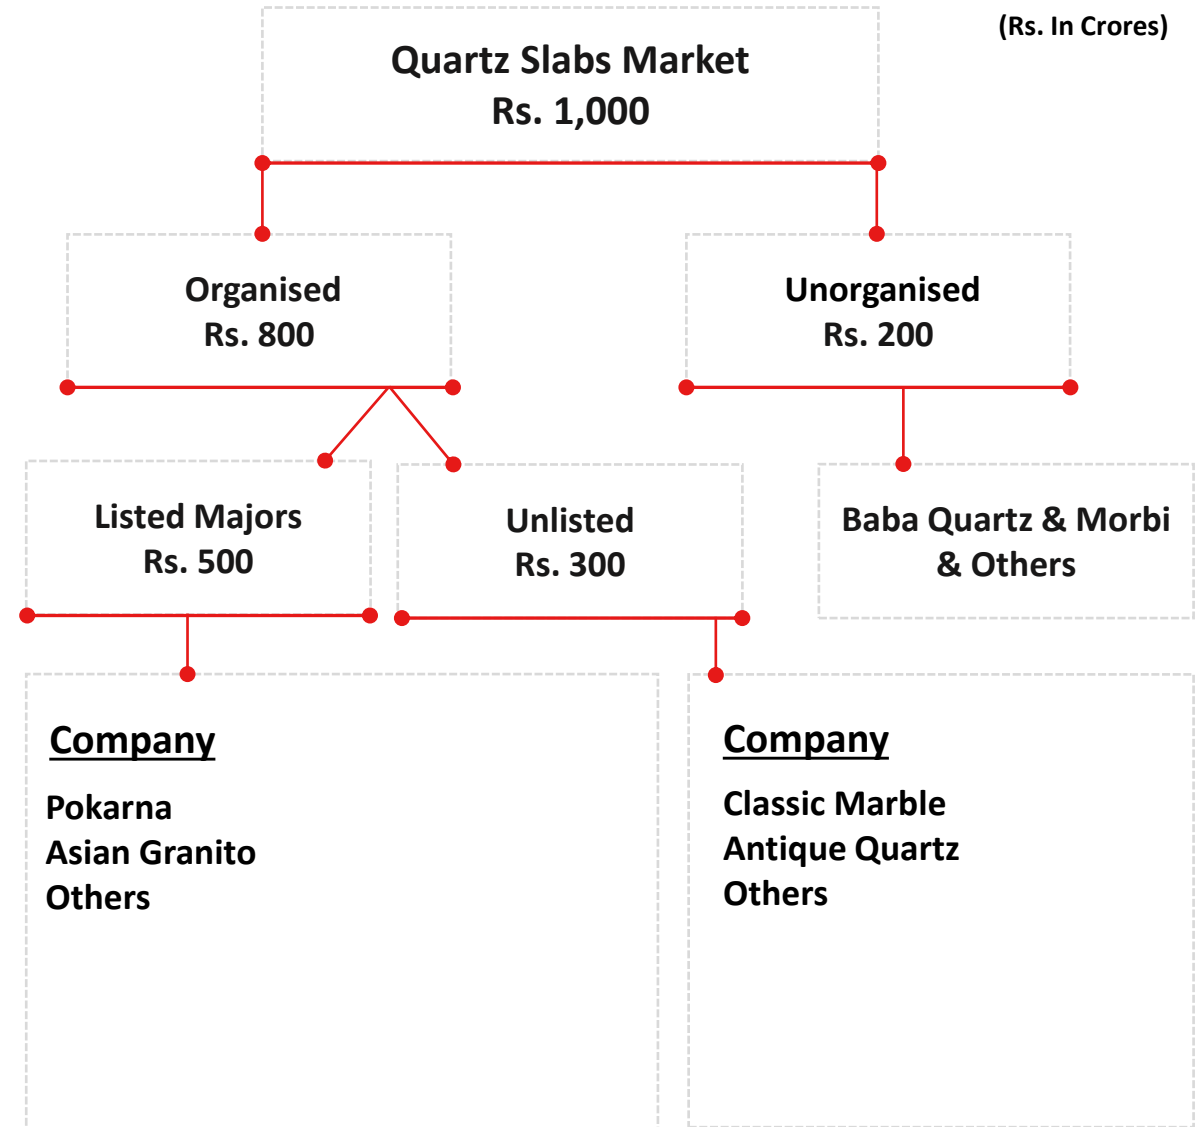 (Rs. In Crores)
Quartz Slabs Market
Rs. 1,000
Organised
Rs. 800
Unorganised
Rs. 200
Listed Majors
Rs. 500
Unlisted
Rs. 300
Baba Quartz & Morbi
& Others
Company
Pokarna
Asian Granito
Others
Company
Classic Marble
Antique Quartz
Others